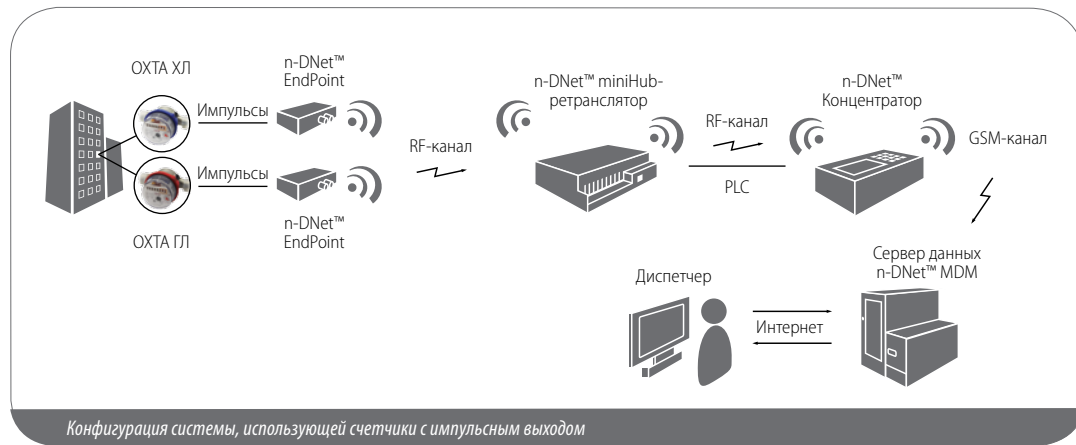 ОХТА ХЛ
n-DNet™
EndPoint
Импульсы
Импульсы
n-DNet™
EndPoint
ОХТА ГЛ
RF-канал
n-DNet™ miniHub-
ретранслятор
RF-канал
PLC
n-DNet™
Концентратор
GSM-канал
Сервер данных
n-DNet™ MDM
Диспетчер
Интернет
Конфигурация системы, использующей счетчики с импульсным выходом